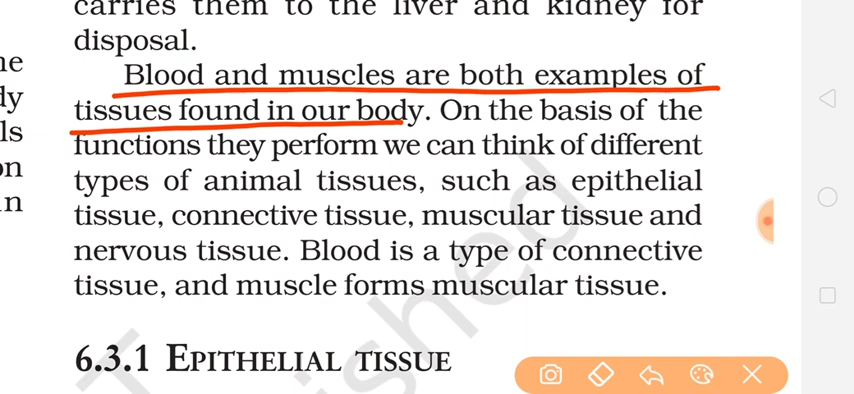 carries them to the liver and kidney for
disposal.
Blood and muscles are both examples of
tissues found in our body. On the basis of the
functions they perform we can think of different
types of animal tissues, such as epithelial
tissue, connective tissue, muscular tissue and
nervous tissue. Blood is a type of connective
tissue, and muscle forms muscular tissue.
6.3.1 EPITHELIAL TISSUE